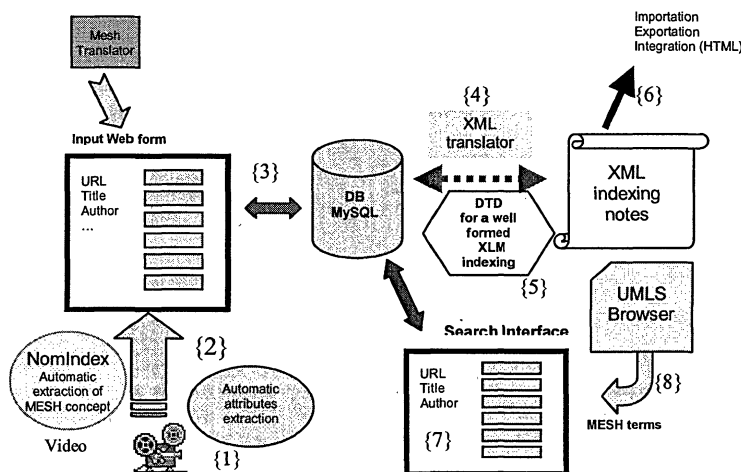 Mesh
Translator
Importation
Exportation
Integration (HTML)
{6}
Input Web form
URL
Title
Author
...
{3}
DB
MySQL
{4}
XML
translator
DTD
for a well
formed
XLM
indexing
{5}
XML
indexing
notes
UMLS
Browser
{8}
MESH terms
Search Interface
URL
Title
Author
{7}
{2}
NomIndex
Automatic
extraction of
MESH concept
Automatic
attributes
extraction
Video
{1}